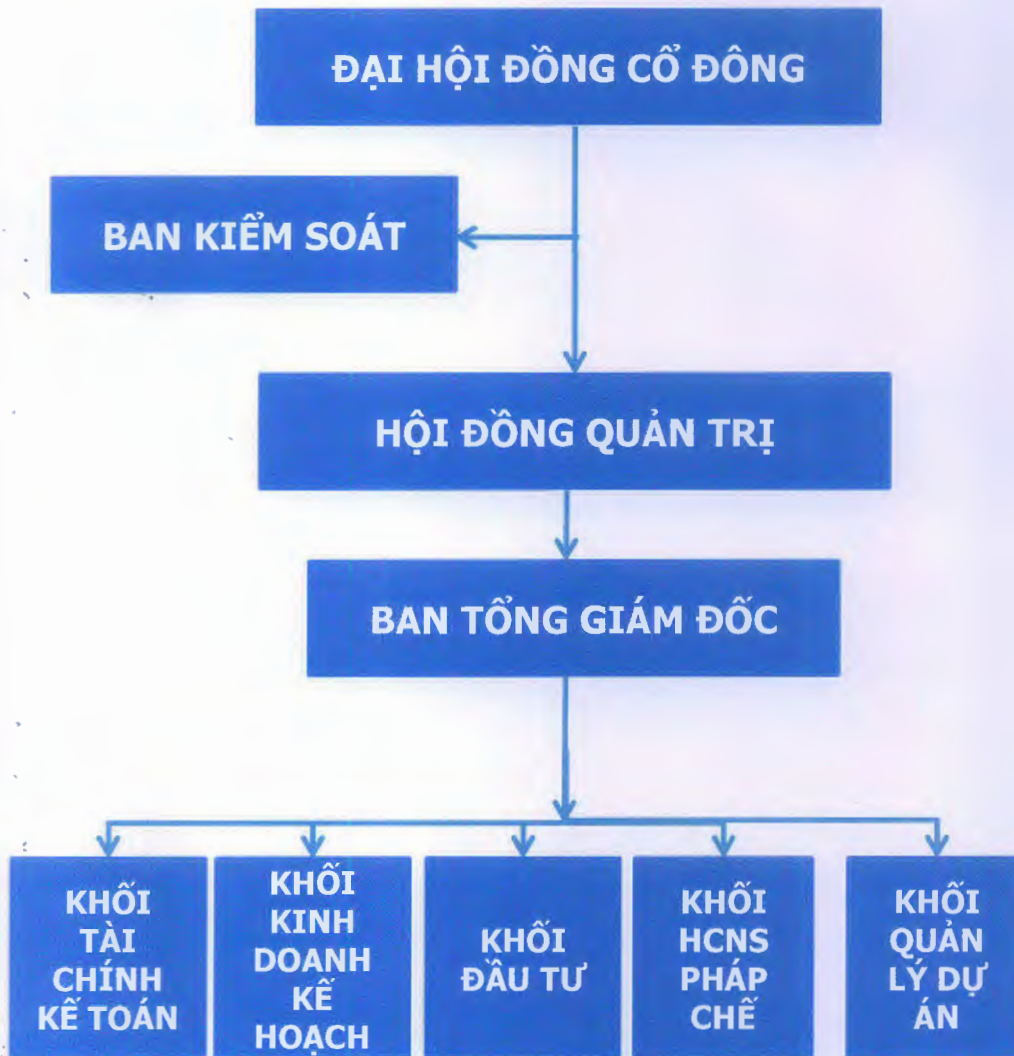 ĐẠI HỘI ĐỒNG CỔ ĐÔNG
BAN KIỂM SOÁT
HỘI ĐỒNG QUẢN TRỊ
BAN TỔNG GIÁM ĐỐC
KHỐI
TÀI
CHÍNH
KẾ TOÁN
KHỐI
KINH
DOANH
KẾ
HOẠCH
KHỐI
ĐẦU TƯ
KHỐI
HCNS
PHÁP
CHẾ
KHỐI
QUẢN
LÝ DỰ
ÁN